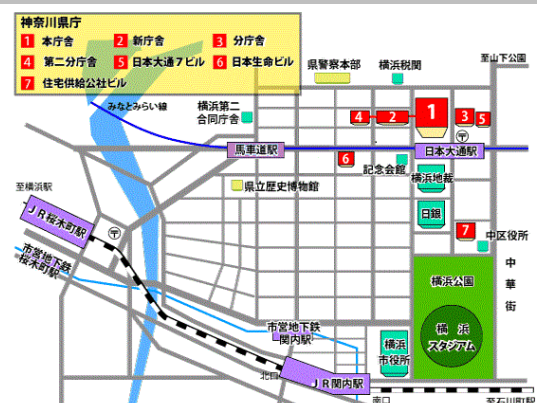 神奈川県庁
1 本庁舎 2 新庁舎 3 分庁舎
4 第二分庁舎 5 日本大通7ビル 6 日本生命ビル
7 住宅供給公社ビル
県警察本部
横浜税関
至山下公園
みなとみらい線
横浜第二
合同庁舎
4 2 1 3 5
〒
馬車道駅
日本大通駅
6
記念会館
横浜地裁
県立歴史博物館
至横浜駅
JR桜木町駅
〒
日銀
7
中区役所
市営地下鉄
桜木町駅
横浜公園
中華街
市営地下鉄
関内駅
横浜
市役所
横浜
スタジアム
北口
JR関内駅
南口
至石川町駅